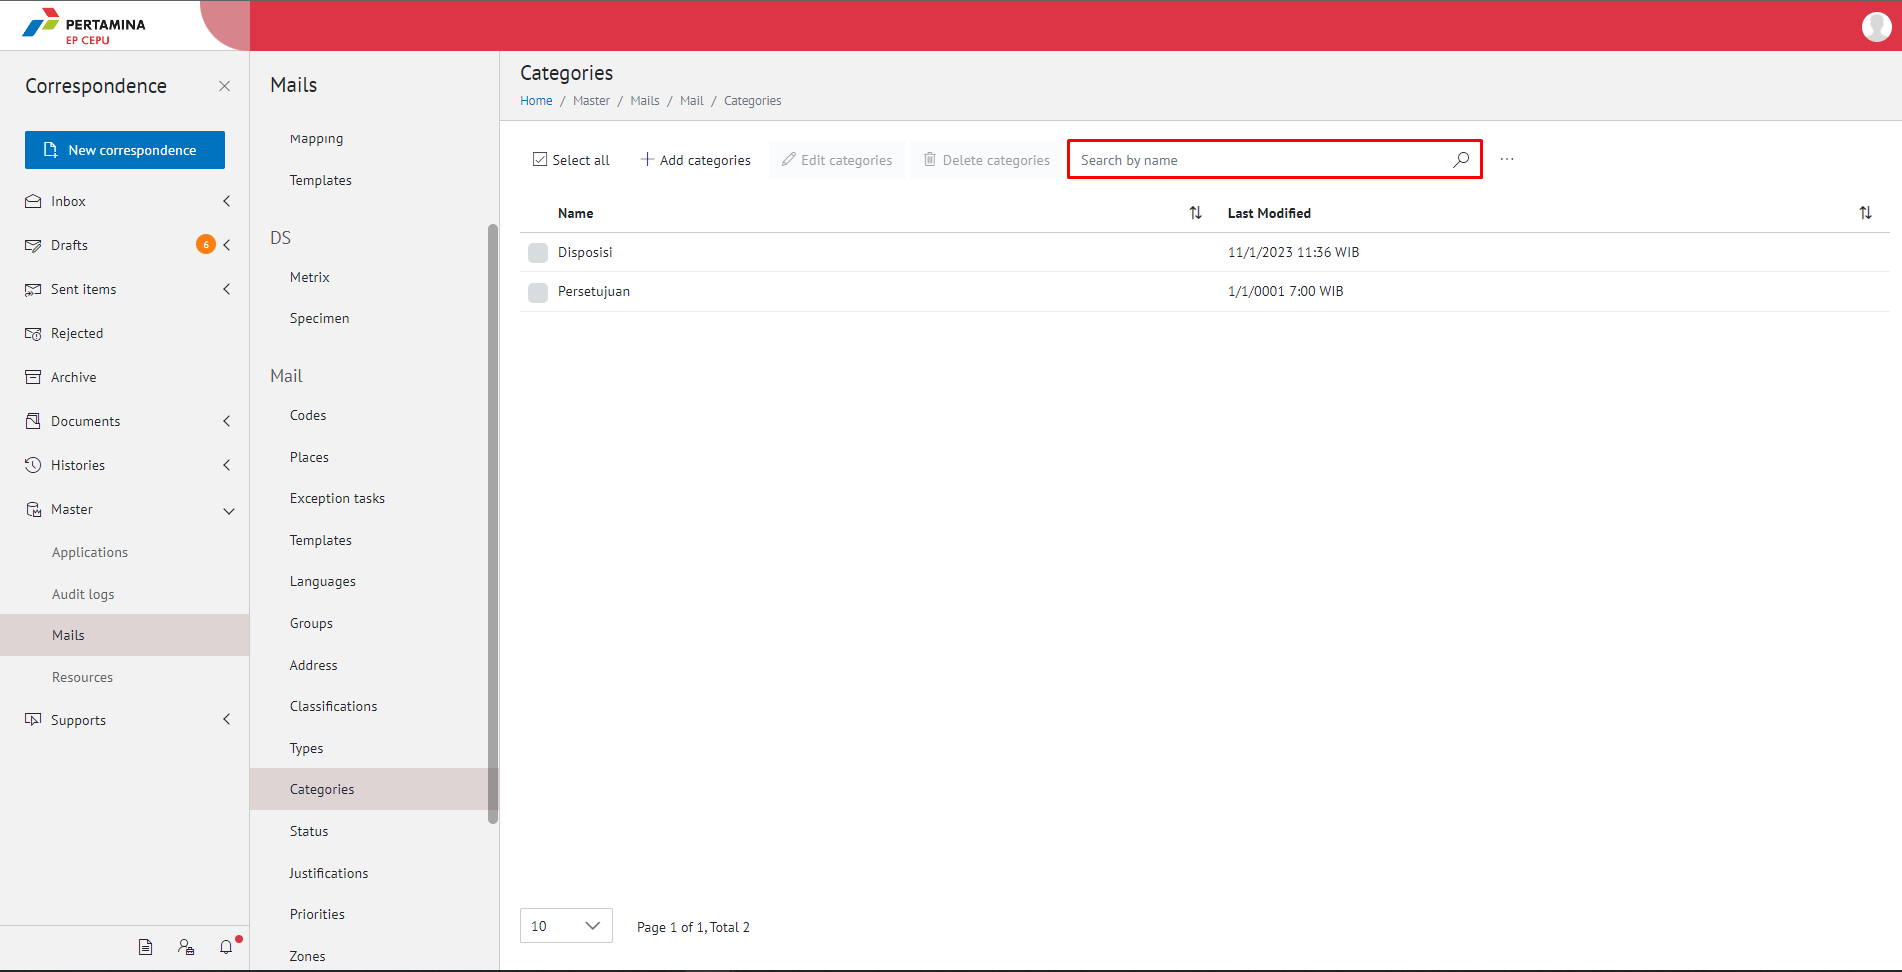 PERTAMINA
EP CEPU
Correspondence
New correspondence
Inbox
Drafts
6
Sent items
Rejected
Archive
Documents
Histories
Master
Applications
Audit logs
Mails
Resources
Supports
Mails
Mapping
Templates
DS
Metrix
Specimen
Mail
Codes
Places
Exception tasks
Templates
Languages
Groups
Address
Classifications
Types
Categories
Status
Justifications
Priorities
Zones
Categories
Home / Master / Mails / Mail / Categories
Select all Add categories Edit categories Delete categories Search by name ...
Name Last Modified
Disposisi 11/1/2023 11:36 WIB
Persetujuan 1/1/0001 7:00 WIB
10 Page 1 of 1, Total 2